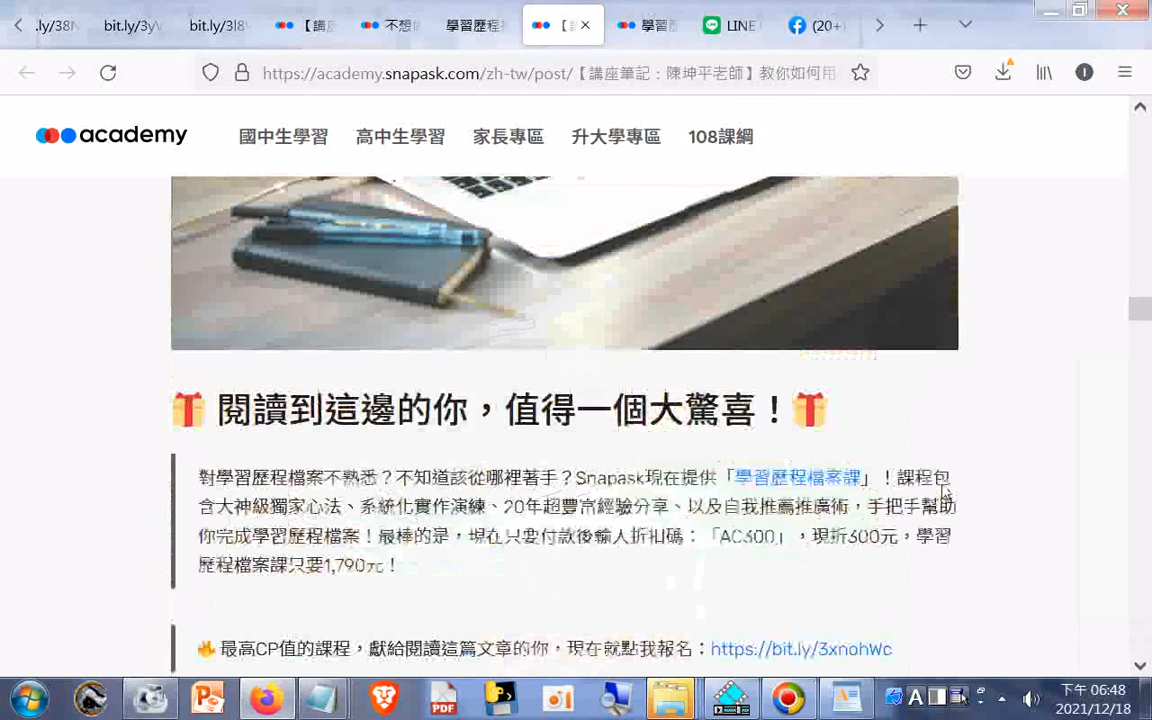 .ly/38N
bit.ly/3yV
bit.ly/3l8
【講座
不想
學習歷程
學習歷
LINE
(20+
https://academy.snapask.com/zh-tw/post/【講座筆記：陳坤平老師】教你如何用
academy
國中生學習
高中生學習
家長專區
升大學專區
108課綱
閱讀到這邊的你，值得一個大驚喜！
對學習歷程檔案不熟悉？不知道該從哪裡著手？Snapask現在提供「學習歷程檔案課」！課程包
含大神級獨家心法、系統化實作演練、20年超豐富經驗分享、以及自我推薦推廣術，手把手幫助
你完成學習歷程檔案！最棒的是，現在只要付款後輸入折扣碼：「AC300」，現折300元，學習
歷程檔案課只要1,790元！
最高CP值的課程，獻給閱讀這篇文章的你，現在就點我報名：https://bit.ly/3xnohWc
PDF
A
下午 06:48
2021/12/18